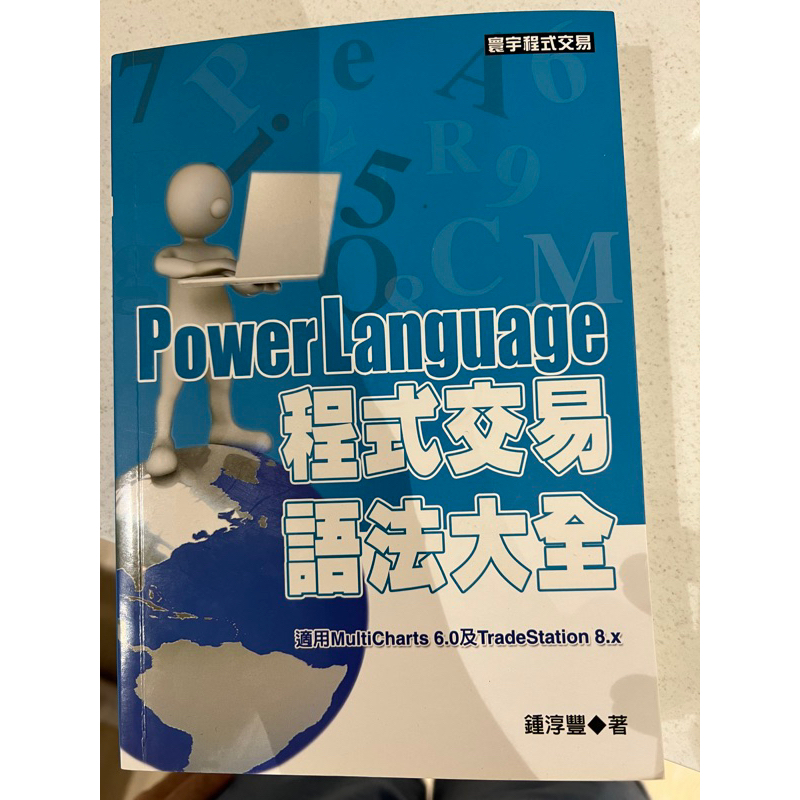 寰宇程式交易
PowerLanguage
程式交易
語法大全
適用MultiCharts 6.0及TradeStation 8.x
鍾淳豐◆著